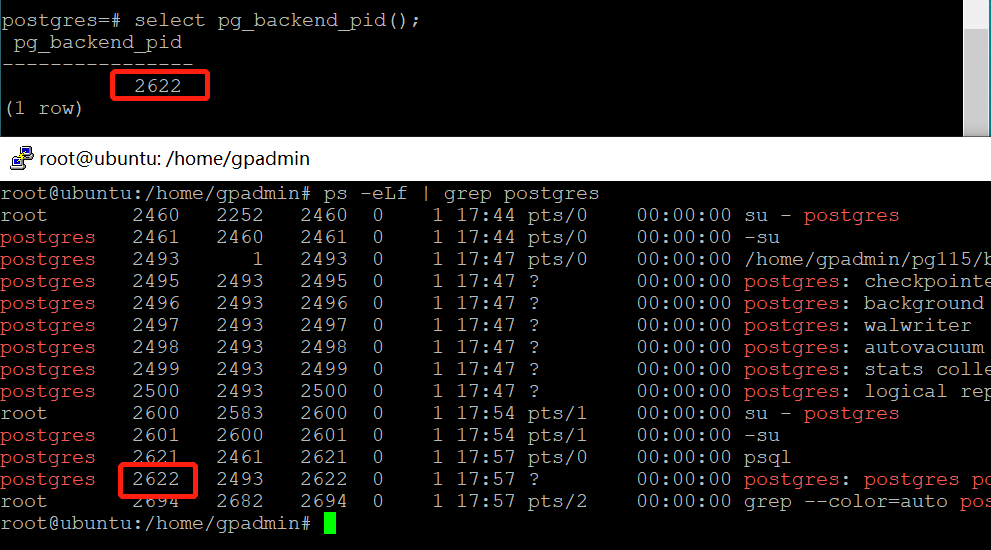 postgres=# select pg_backend_pid();
pg_backend_pid
----------------
2622
(1 row)
root@ubuntu: /home/gpadmin
root@ubuntu:/home/gpadmin# ps -eLf | grep postgres
root 2460 2252 2460 0 1 17:44 pts/0 00:00:00 su - postgres
postgres 2461 2460 2461 0 1 17:44 pts/0 00:00:00 -su
postgres 2493 1 2493 0 1 17:47 pts/0 00:00:00 /home/gpadmin/pg115/b
postgres 2495 2493 2495 0 1 17:47 ? 00:00:00 postgres: checkpointe
postgres 2496 2493 2496 0 1 17:47 ? 00:00:00 postgres: background
postgres 2497 2493 2497 0 1 17:47 ? 00:00:00 postgres: walwriter
postgres 2498 2493 2498 0 1 17:47 ? 00:00:00 postgres: autovacuum
postgres 2499 2493 2499 0 1 17:47 ? 00:00:00 postgres: stats colle
postgres 2500 2493 2500 0 1 17:47 ? 00:00:00 postgres: logical rep
root 2600 2583 2600 0 1 17:54 pts/1 00:00:00 su - postgres
postgres 2601 2600 2601 0 1 17:54 pts/1 00:00:00 -su
postgres 2621 2461 2621 0 1 17:57 pts/0 00:00:00 psql
postgres 2622 2493 2622 0 1 17:57 ? 00:00:00 postgres: postgres po
root 2694 2682 2694 0 1 17:57 pts/2 00:00:00 grep --color=auto pos
root@ubuntu:/home/gpadmin#